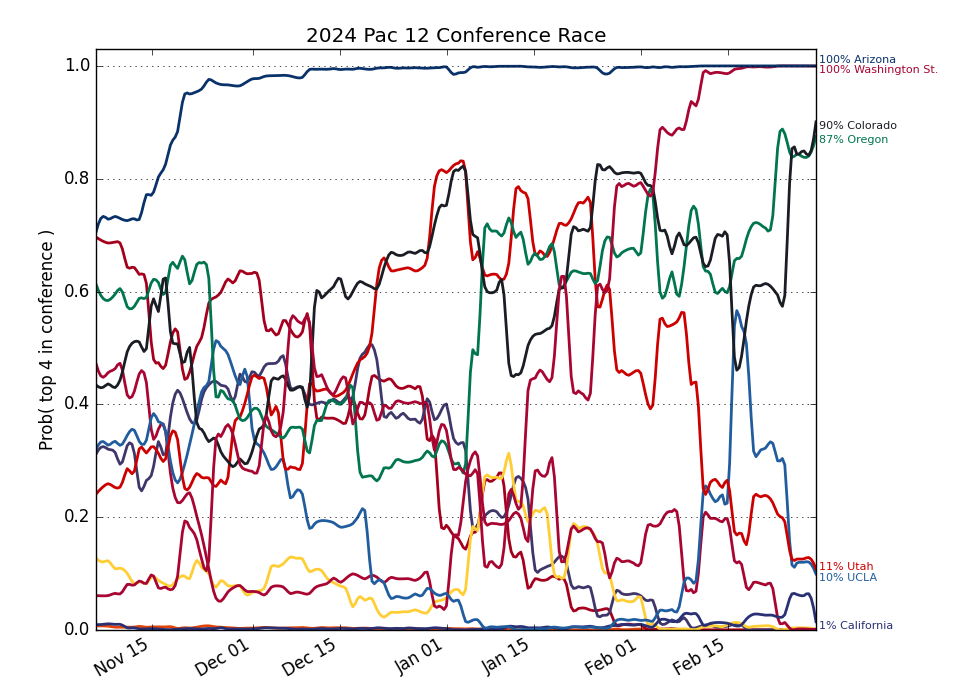 2024 Pac 12 Conference Race
Prob( top 4 in conference )
1.0
0.8
0.6
0.4
0.2
0.0
Nov 15
Dec 01
Dec 15
Jan 01
Jan 15
Feb 01
Feb 15
100% Arizona
100% Washington St.
90% Colorado
87% Oregon
11% Utah
10% UCLA
1% California